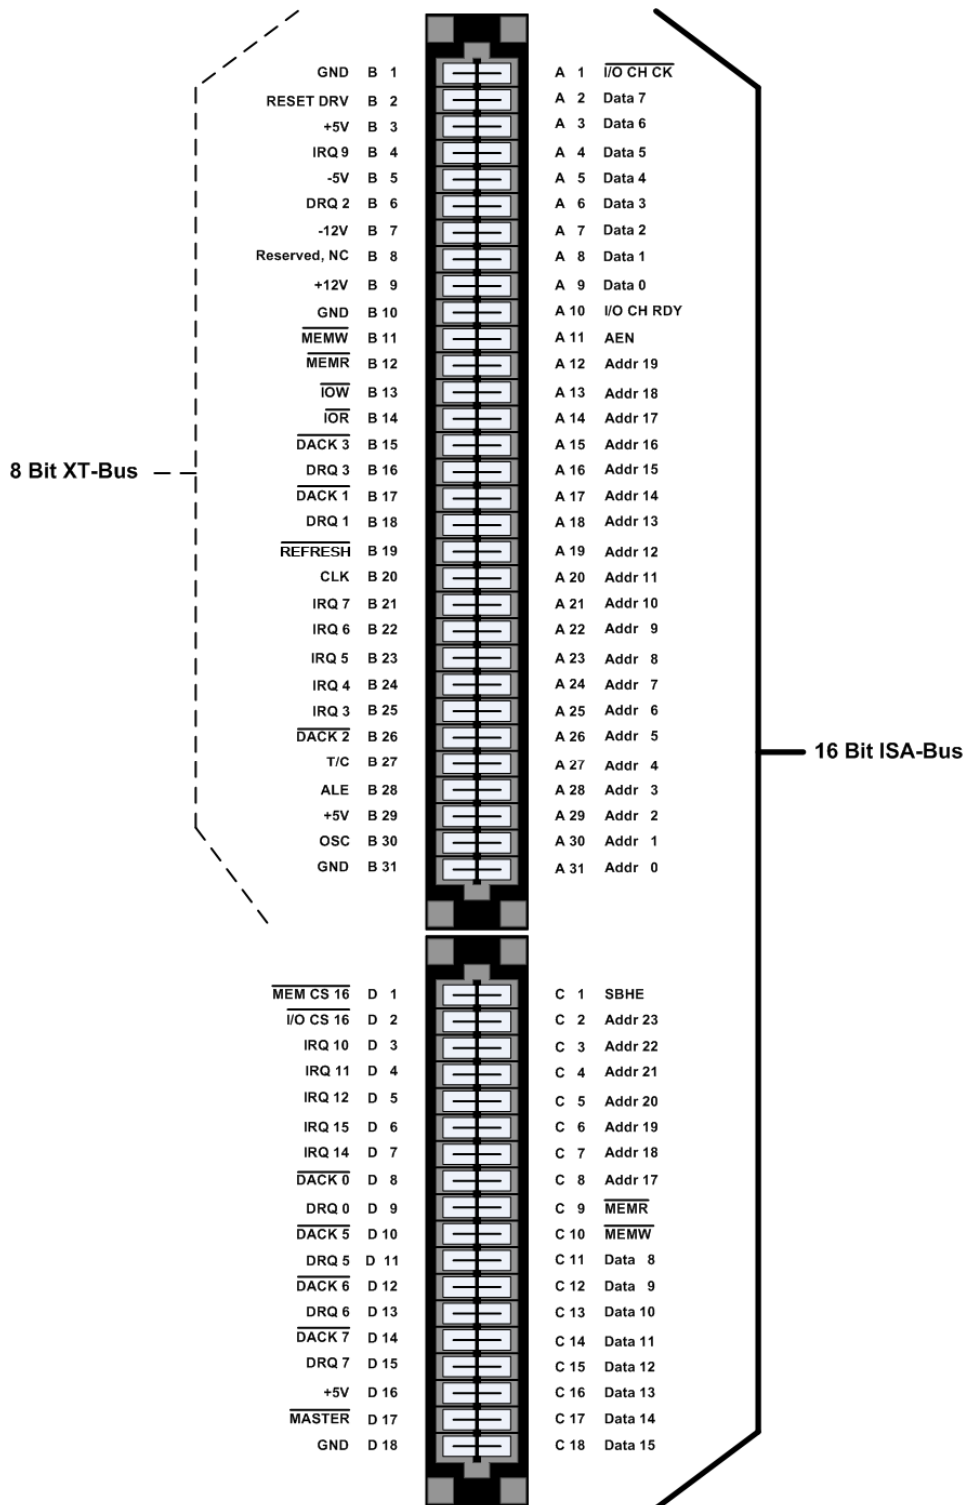 GND B 1 A 1 I/O CH CK
RESET DRV B 2 A 2 Data 7
+5V B 3 A 3 Data 6
IRQ 9 B 4 A 4 Data 5
-5V B 5 A 5 Data 4
DRQ 2 B 6 A 6 Data 3
-12V B 7 A 7 Data 2
Reserved, NC B 8 A 8 Data 1
+12V B 9 A 9 Data 0
GND B 10 A 10 I/O CH RDY
MEMW B 11 A 11 AEN
MEMR B 12 A 12 Addr 19
IOW B 13 A 13 Addr 18
IOR B 14 A 14 Addr 17
DACK 3 B 15 A 15 Addr 16
8 Bit XT-Bus
DRQ 3 B 16 A 16 Addr 15
DACK 1 B 17 A 17 Addr 14
DRQ 1 B 18 A 18 Addr 13
REFRESH B 19 A 19 Addr 12
CLK B 20 A 20 Addr 11
IRQ 7 B 21 A 21 Addr 10
IRQ 6 B 22 A 22 Addr 9
IRQ 5 B 23 A 23 Addr 8
IRQ 4 B 24 A 24 Addr 7
IRQ 3 B 25 A 25 Addr 6
DACK 2 B 26 A 26 Addr 5
16 Bit ISA-Bus
T/C B 27 A 27 Addr 4
ALE B 28 A 28 Addr 3
+5V B 29 A 29 Addr 2
OSC B 30 A 30 Addr 1
GND B 31 A 31 Addr 0
MEM CS 16 D 1 C 1 SBHE
I/O CS 16 D 2 C 2 Addr 23
IRQ 10 D 3 C 3 Addr 22
IRQ 11 D 4 C 4 Addr 21
IRQ 12 D 5 C 5 Addr 20
IRQ 15 D 6 C 6 Addr 19
IRQ 14 D 7 C 7 Addr 18
DACK 0 D 8 C 8 Addr 17
DRQ 0 D 9 C 9 MEMR
DACK 5 D 10 C 10 MEMW
DRQ 5 D 11 C 11 Data 8
DACK 6 D 12 C 12 Data 9
DRQ 6 D 13 C 13 Data 10
DACK 7 D 14 C 14 Data 11
DRQ 7 D 15 C 15 Data 12
+5V D 16 C 16 Data 13
MASTER D 17 C 17 Data 14
GND D 18 C 18 Data 15